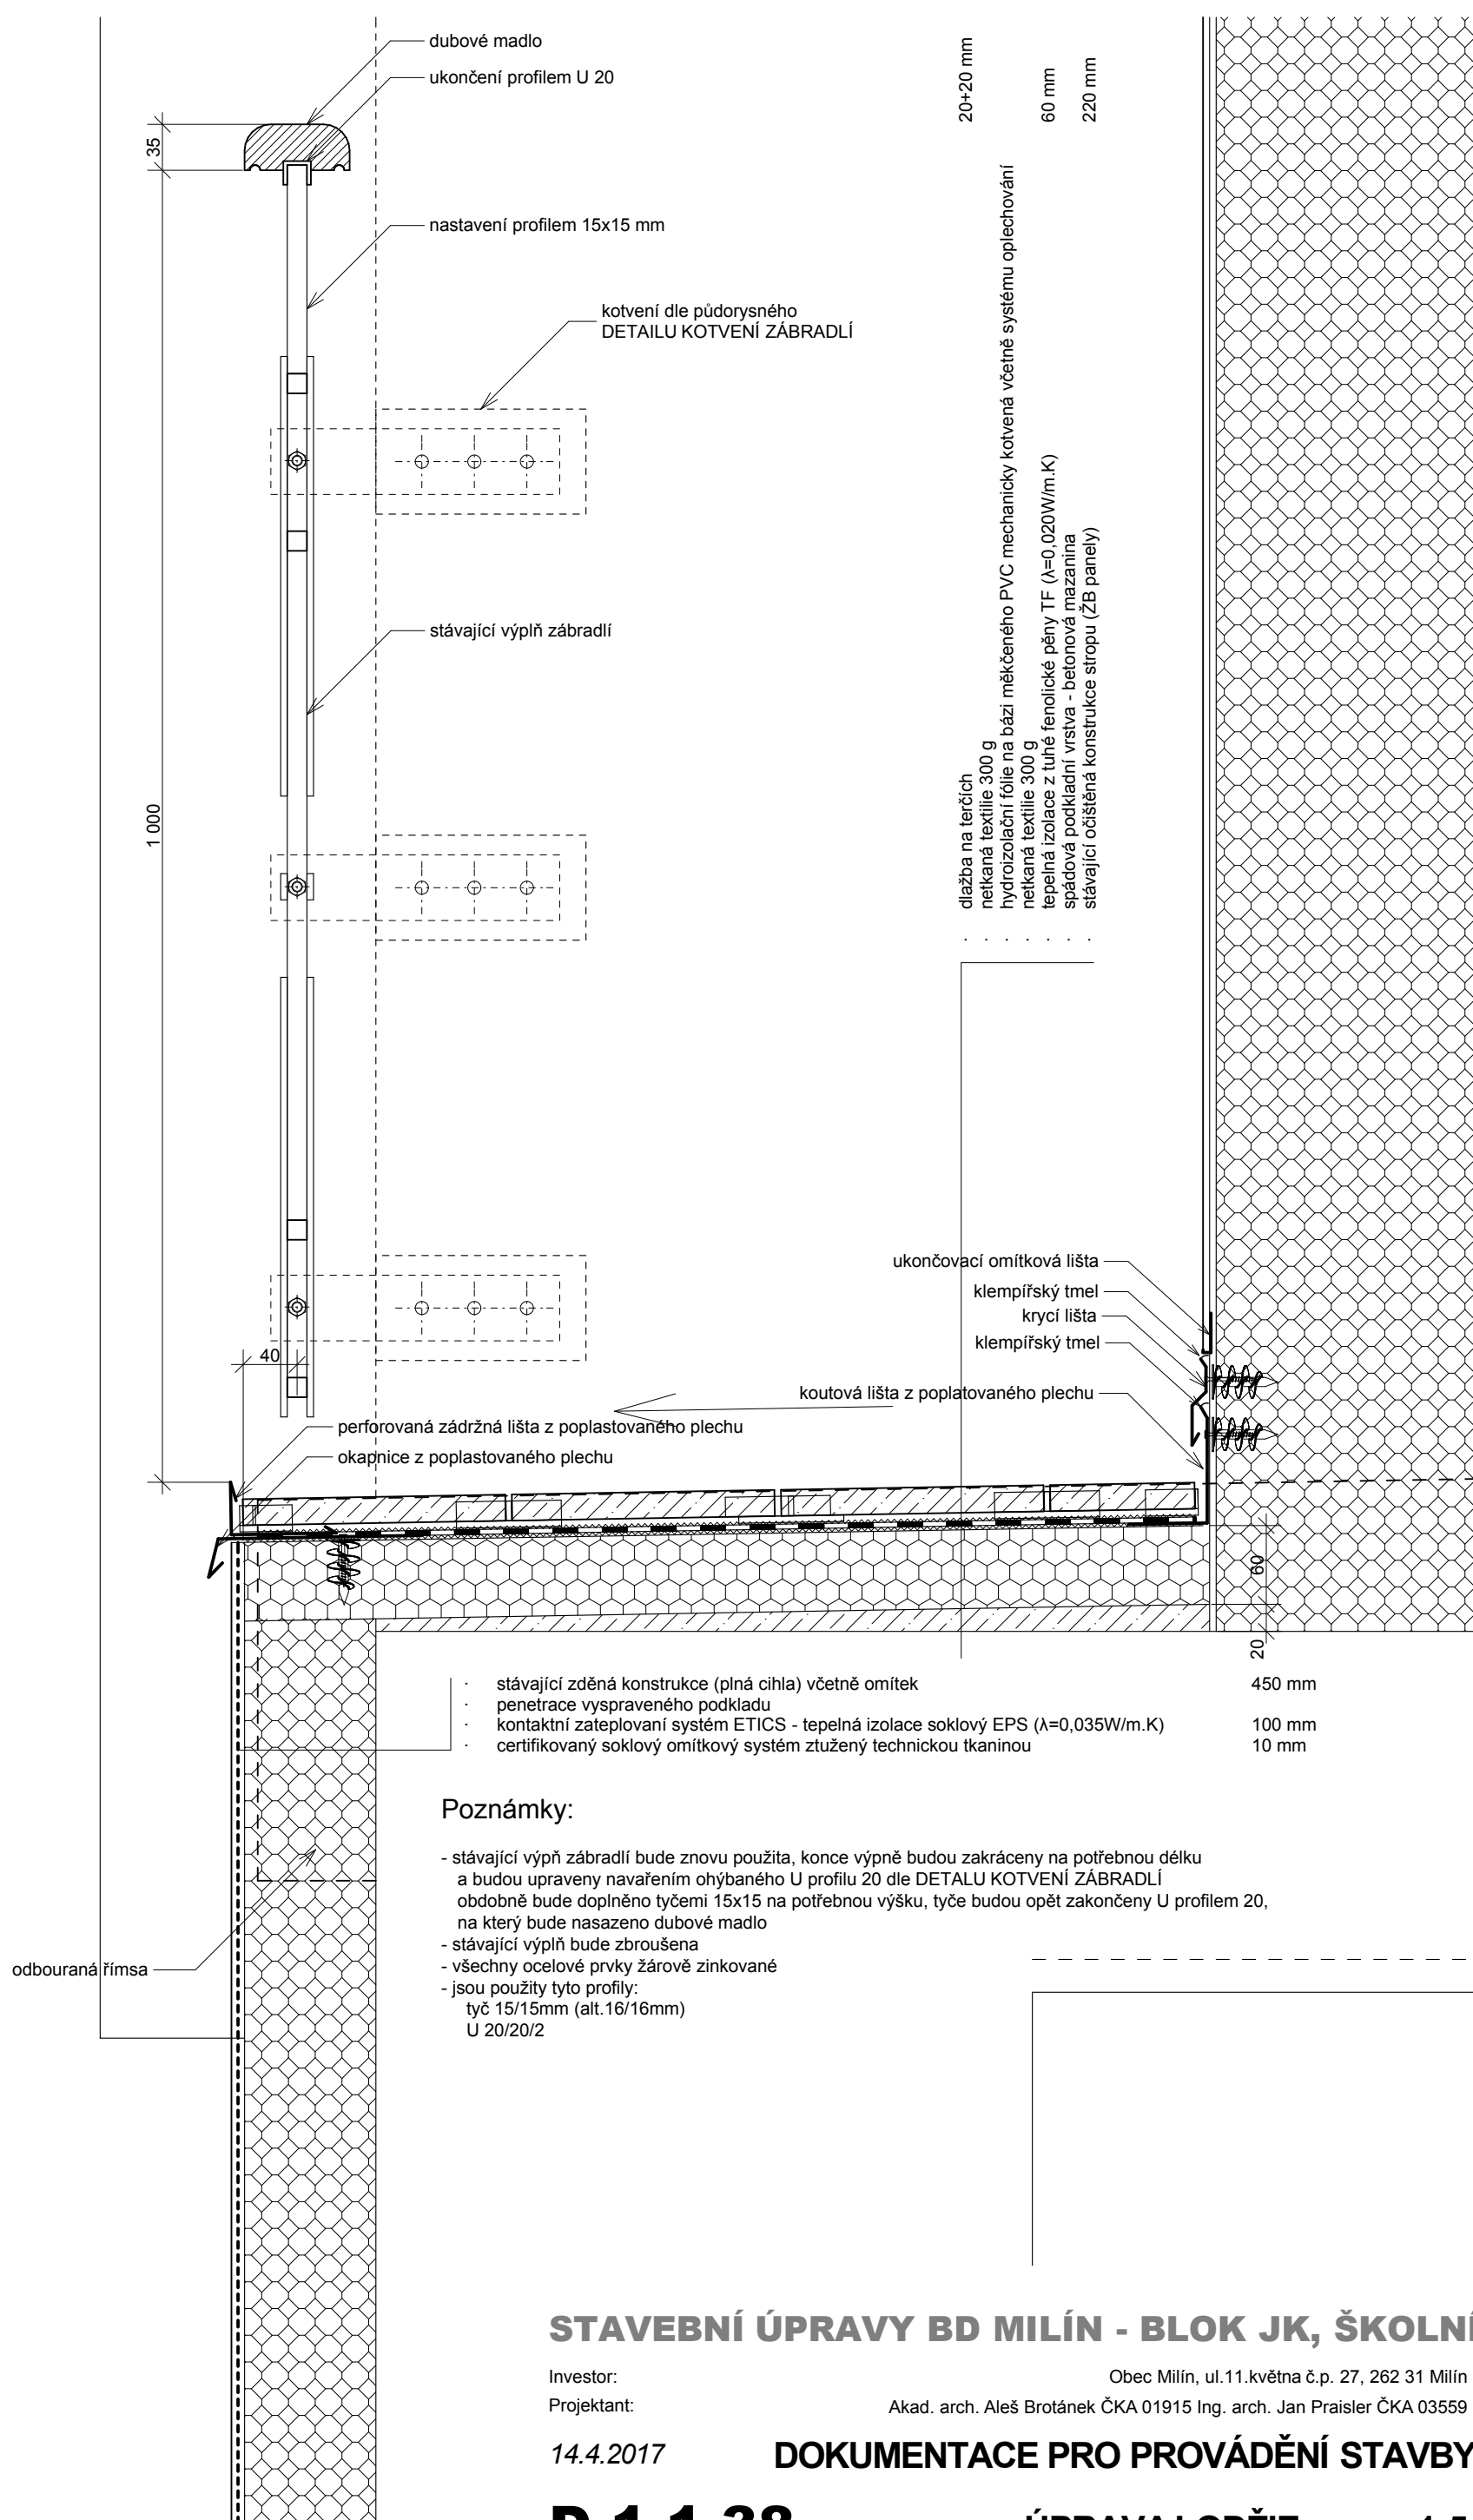 dubové madlo
ukončení profilem U 20
35
nastavení profilem 15x15 mm
kotvení dle půdorysného
DETAILU KOTVENÍ ZÁBRADLÍ
stávající výplň zábradlí
1 000
dlažba na terčích 20+20 mm
netkaná textilie 300 g
hydroizolační fólie na bázi měkčeného PVC mechanicky kotvená včetně systému oplechování
netkaná textilie 300 g
tepelná izolace z tuhé fenolické pěny TF (λ=0,020W/m.K) 60 mm
spádová podkladní vrstva - betonová mazanina
stávající očištěná konstrukce stropu (ŽB panely) 220 mm
ukončovací omítková lišta
klempířský tmel
krycí lišta
klempířský tmel
40
koutová lišta z poplatovaného plechu
perforovaná zádržná lišta z poplastovaného plechu
okapnice z poplastovaného plechu
60
20
· stávající zděná konstrukce (plná cihla) včetně omítek 450 mm
· penetrace vyspraveného podkladu
· kontaktní zateplovaní systém ETICS - tepelná izolace soklový EPS (λ=0,035W/m.K) 100 mm
· certifikovaný soklový omítkový systém ztužený technickou tkaninou 10 mm
Poznámky:
- stávající výpň zábradlí bude znovu použita, konce výpně budou zakráceny na potřebnou délku
a budou upraveny navařením ohýbaného U profilu 20 dle DETALU KOTVENÍ ZÁBRADLÍ
obdobně bude doplněno tyčemi 15x15 na potřebnou výšku, tyče budou opět zakončeny U profilem 20,
na který bude nasazeno dubové madlo
- stávající výplň bude zbroušena
- všechny ocelové prvky žárově zinkované
- jsou použity tyto profily:
tyč 15/15mm (alt.16/16mm)
U 20/20/2
odbouraná římsa
STAVEBNÍ ÚPRAVY BD MILÍN - BLOK JK, ŠKOLNÍ
Investor: Obec Milín, ul.11.května č.p. 27, 262 31 Milín
Projektant: Akad. arch. Aleš Brotánek ČKA 01915 Ing. arch. Jan Praisler ČKA 03559
14.4.2017 DOKUMENTACE PRO PROVÁDĚNÍ STAVBY
D.1.1.38 ÚPRAVA LODŽIE